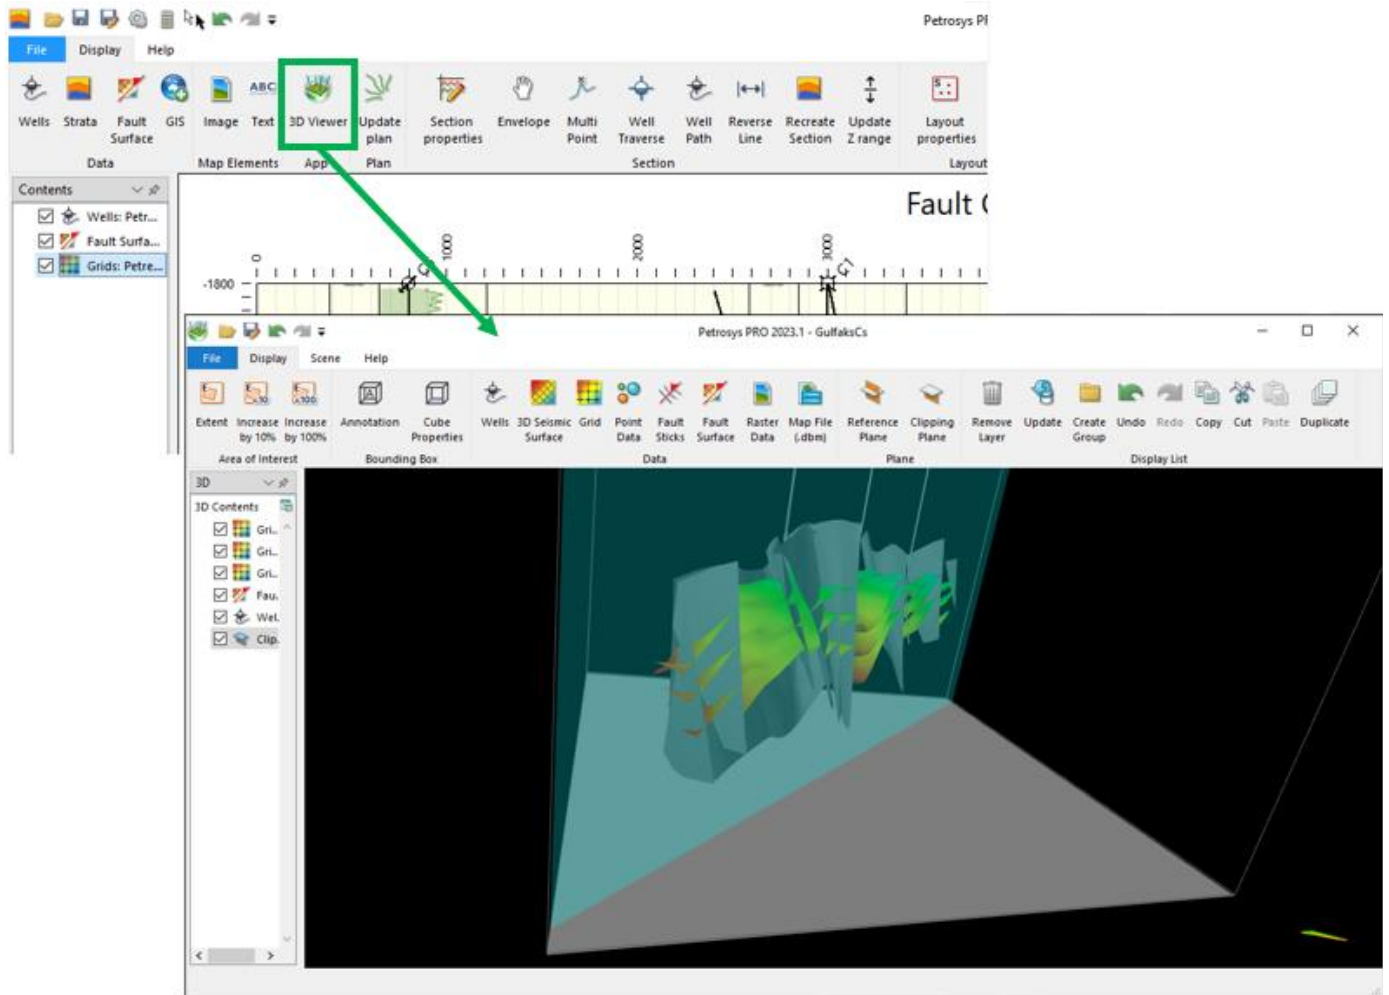 Petrosys PR
File Display Help
ABC
Wells Strata Fault Surface GIS Image Text 3D Viewer Update plan Section properties Envelope Multi Point Well Traverse Well Path Reverse Line Recreate Section Update Z range Layout properties
Data Map Elements App Plan Section Layout
Contents
Wells: Petr...
Fault Surfa...
Grids: Petre...
Fault
0 1000 2000 3000
-1800
Petrosys PRO 2023.1 - GulfaksCs
File Display Scene Help
Extent Increase by 10% Increase by 100% Annotation Cube Properties Wells 3D Seismic Surface Grid Point Data Fault Sticks Fault Surface Raster Data Map File (.dbm) Reference Plane Clipping Plane Remove Layer Update Create Group Undo Redo Copy Cut Paste Duplicate
Area of Interest Bounding Box Data Plane Display List
3D
3D Contents
Gri..
Gri..
Gri..
Fau.
Wel.
Clip.